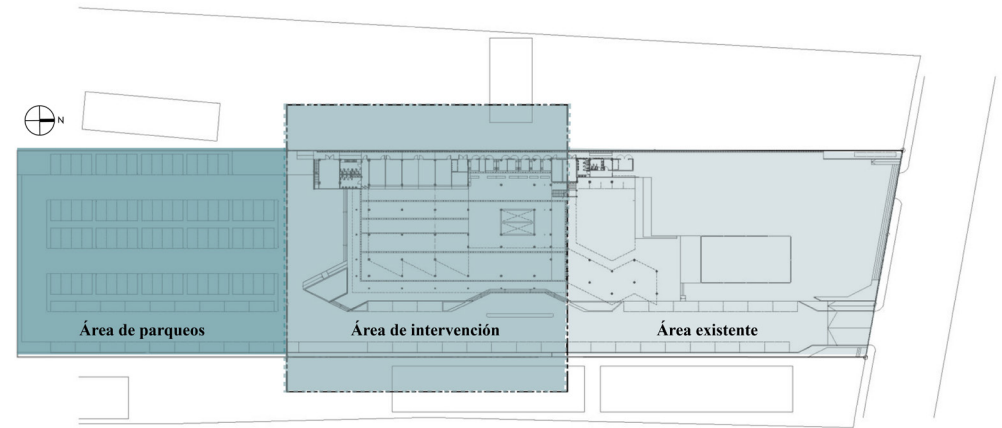 N
Área de parqueos
Área de intervención
Área existente